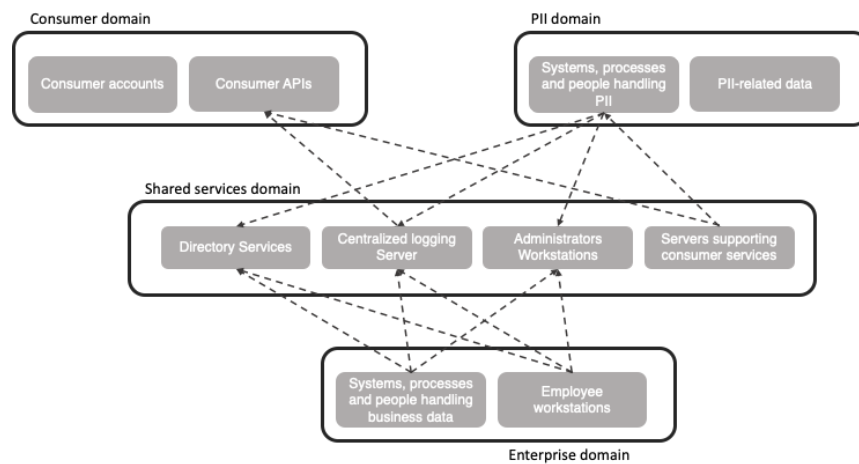 Consumer domain
PII domain
Consumer accounts
Consumer APIs
Systems, processes
and people handling
PII
PII-related data
Shared services domain
Directory Services
Centralized logging
Server
Administrators
Workstations
Servers supporting
consumer services
Systems, processes
and people handling
business data
Employee
workstations
Enterprise domain